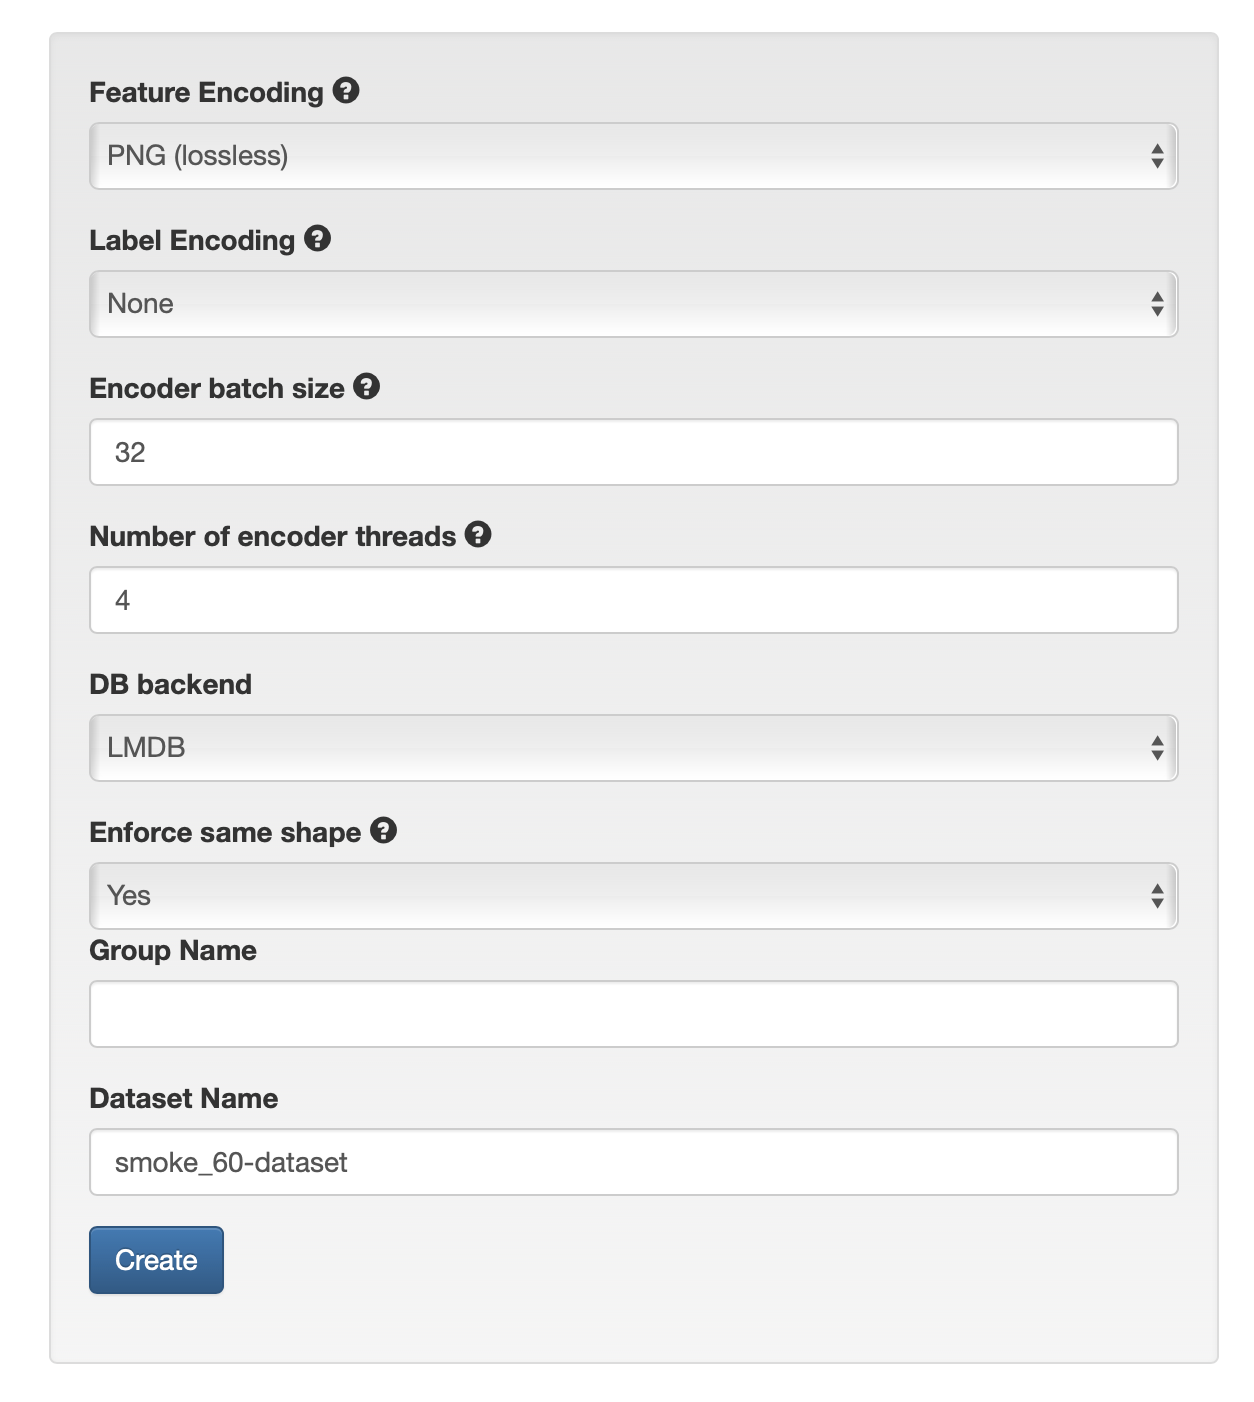 Feature Encoding ?
PNG (lossless)
Label Encoding ?
None
Encoder batch size ?
32
Number of encoder threads ?
4
DB backend
LMDB
Enforce same shape ?
Yes
Group Name
Dataset Name
smoke_60-dataset
Create